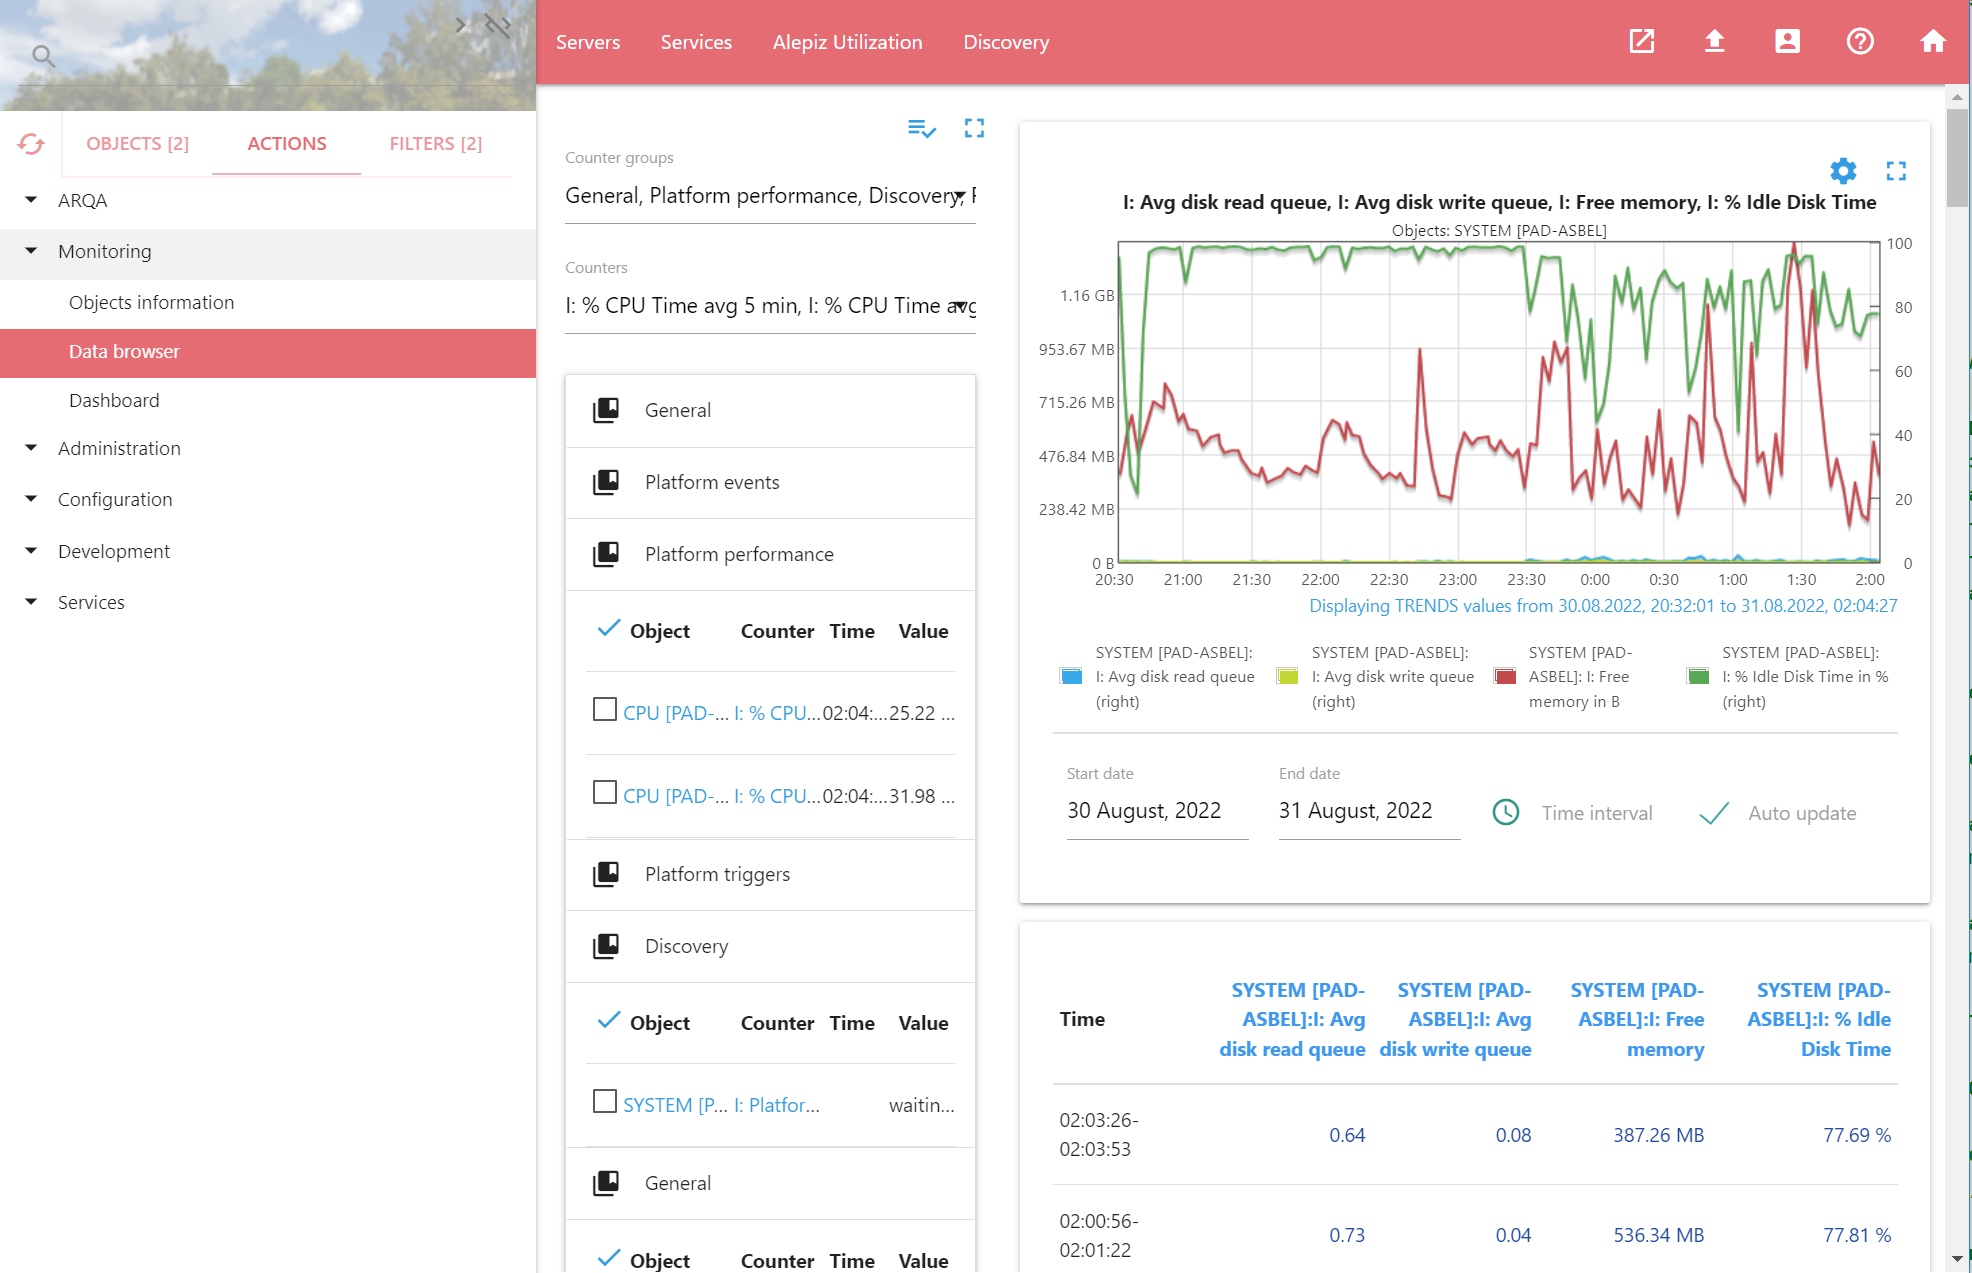 Servers Services Alepiz Utilization Discovery
OBJECTS [2] ACTIONS FILTERS [2]
ARQA
Monitoring
Objects information
Data browser
Dashboard
Administration
Configuration
Development
Services
Counter groups
General, Platform performance, Discovery,
Counters
I: % CPU Time avg 5 min, I: % CPU Time avg
General
Platform events
Platform performance
Object Counter Time Value
CPU [PAD-... I: % CPU... 02:04:... 25.22 ...
CPU [PAD-... I: % CPU... 02:04:... 31.98 ...
Platform triggers
Discovery
Object Counter Time Value
SYSTEM [P... I: Platfor... waitin...
General
Object Counter Time Value
I: Avg disk read queue, I: Avg disk write queue, I: Free memory, I: % Idle Disk Time
Objects: SYSTEM [PAD-ASBEL]
100
1.16 GB
80
953.67 MB
60
715.26 MB
40
476.84 MB
20
238.42 MB
0 B
0
20:30 21:00 21:30 22:00 22:30 23:00 23:30 0:00 0:30 1:00 1:30 2:00
Displaying TRENDS values from 30.08.2022, 20:32:01 to 31.08.2022, 02:04:27
SYSTEM [PAD-ASBEL]:
I: Avg disk read queue
(right)
SYSTEM [PAD-ASBEL]:
I: Avg disk write queue
(right)
SYSTEM [PAD-
ASBEL]: I: Free
memory in B
SYSTEM [PAD-ASBEL]:
I: % Idle Disk Time in %
(right)
Start date
30 August, 2022
End date
31 August, 2022
Time interval
Auto update
Time
SYSTEM [PAD-
ASBEL]:I: Avg
disk read queue
SYSTEM [PAD-
ASBEL]:I: Avg
disk write queue
SYSTEM [PAD-
ASBEL]:I: Free
memory
SYSTEM [PAD-
ASBEL]:I: % Idle
Disk Time
02:03:26-
02:03:53
0.64 0.08 387.26 MB 77.69 %
02:00:56-
02:01:22
0.73 0.04 536.34 MB 77.81 %